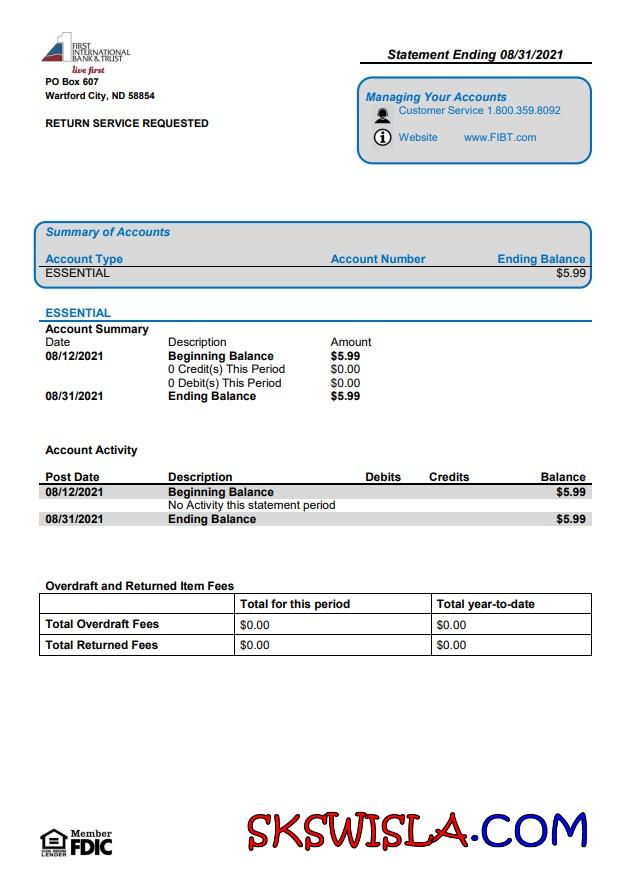 FIRST
INTERNATIONAL
BANK & TRUST
live first
PO Box 607
Wartford City, ND 58854
RETURN SERVICE REQUESTED
Statement Ending 08/31/2021
Managing Your Accounts
Customer Service 1.800.359.8092
Website www.FIBT.com
Summary of Accounts
Account Type Account Number Ending Balance
ESSENTIAL $5.99
ESSENTIAL
Account Summary
Date Description Amount
08/12/2021 Beginning Balance $5.99
0 Credit(s) This Period $0.00
0 Debit(s) This Period $0.00
08/31/2021 Ending Balance $5.99
Account Activity
Post Date Description Debits Credits Balance
08/12/2021 Beginning Balance $5.99
No Activity this statement period
08/31/2021 Ending Balance $5.99
Overdraft and Returned Item Fees
Total for this period Total year-to-date
Total Overdraft Fees $0.00 $0.00
Total Returned Fees $0.00 $0.00
EQUAL HOUSING
LENDER
Member
FDIC
SKSWISLA.COM